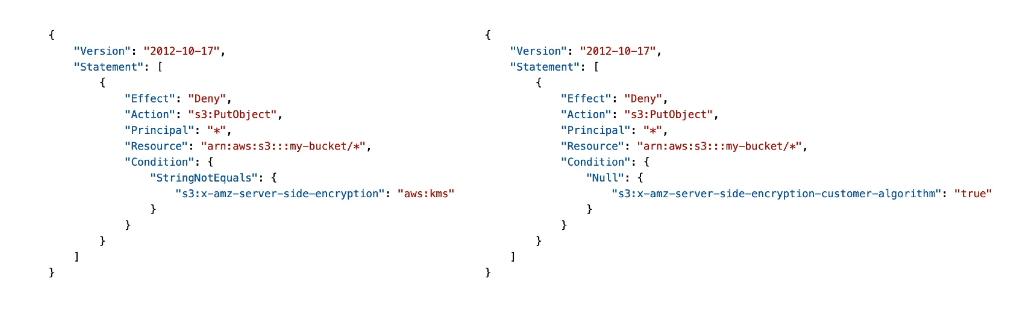 {
    "Version": "2012-10-17",
    "Statement": [
        {
            "Effect": "Deny",
            "Action": "s3:PutObject",
            "Principal": "*",
            "Resource": "arn:aws:s3:::my-bucket/*",
            "Condition": {
                "StringNotEquals": {
                    "s3:x-amz-server-side-encryption": "aws:kms"
                }
            }
        }
    ]
}
{
    "Version": "2012-10-17",
    "Statement": [
        {
            "Effect": "Deny",
            "Action": "s3:PutObject",
            "Principal": "*",
            "Resource": "arn:aws:s3:::my-bucket/*",
            "Condition": {
                "Null": {
                    "s3:x-amz-server-side-encryption-customer-algorithm": "true"
                }
            }
        }
    ]
}